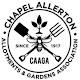 CHAPEL ALLERTON
SINCE 1917
CAAGA
ALLOTMENTS & GARDENS ASSOCIATION